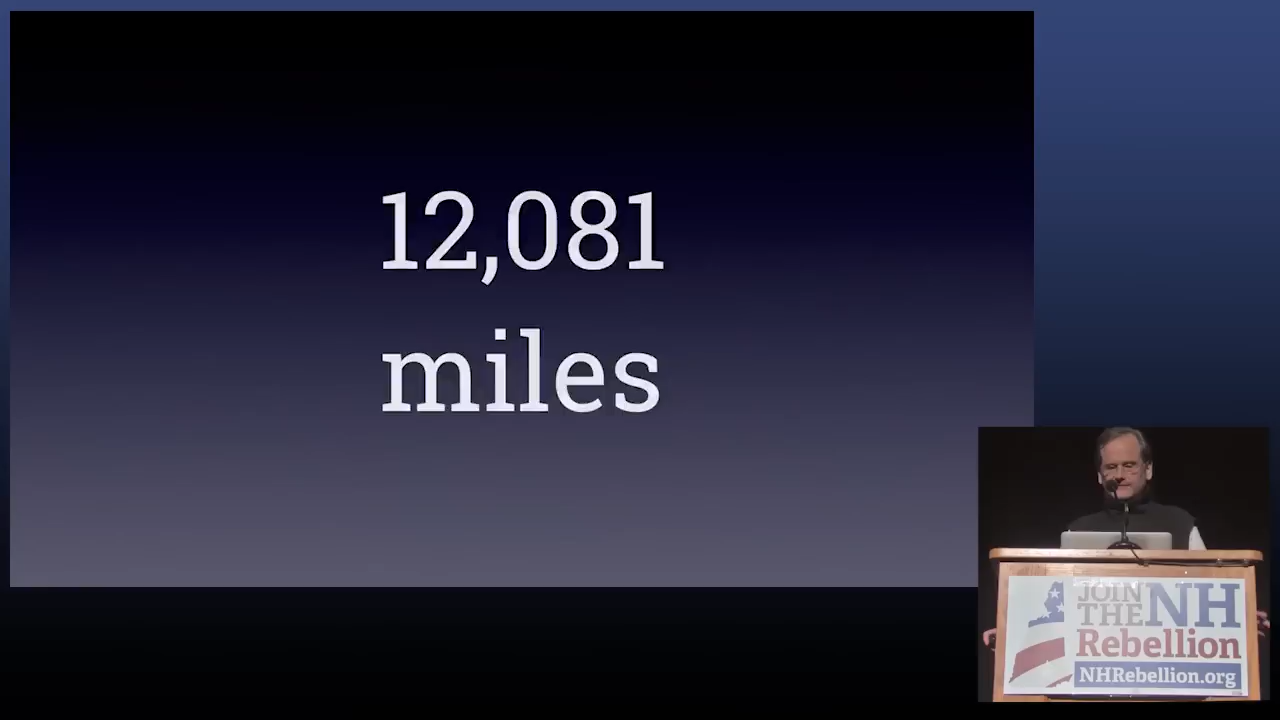 12,081
miles
JOIN
THE NH
Rebellion
NHRebellion.org